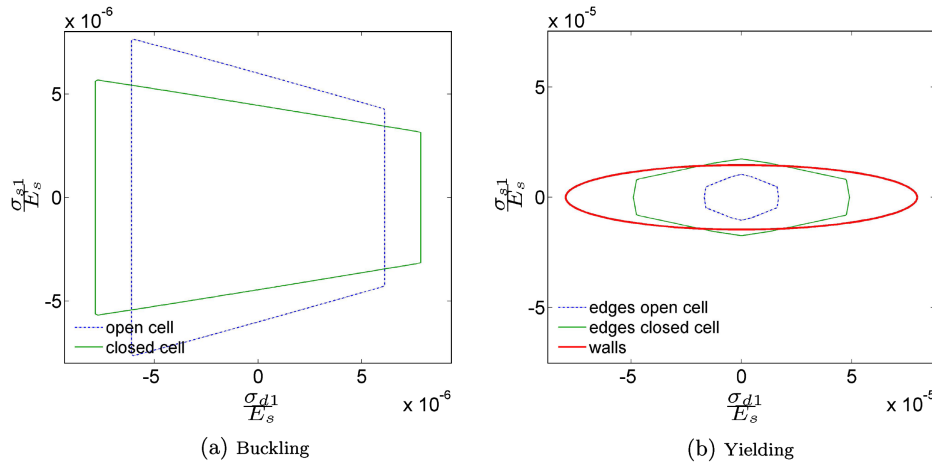 x 10⁻⁶
5
0
-5
σ_s1/E_s
open cell
closed cell
-5 0 5
σ_d1/E_s
x 10⁻⁶
(a) Buckling
x 10⁻⁵
5
0
-5
σ_s1/E_s
edges open cell
edges closed cell
walls
-5 0 5
σ_d1/E_s
x 10⁻⁵
(b) Yielding